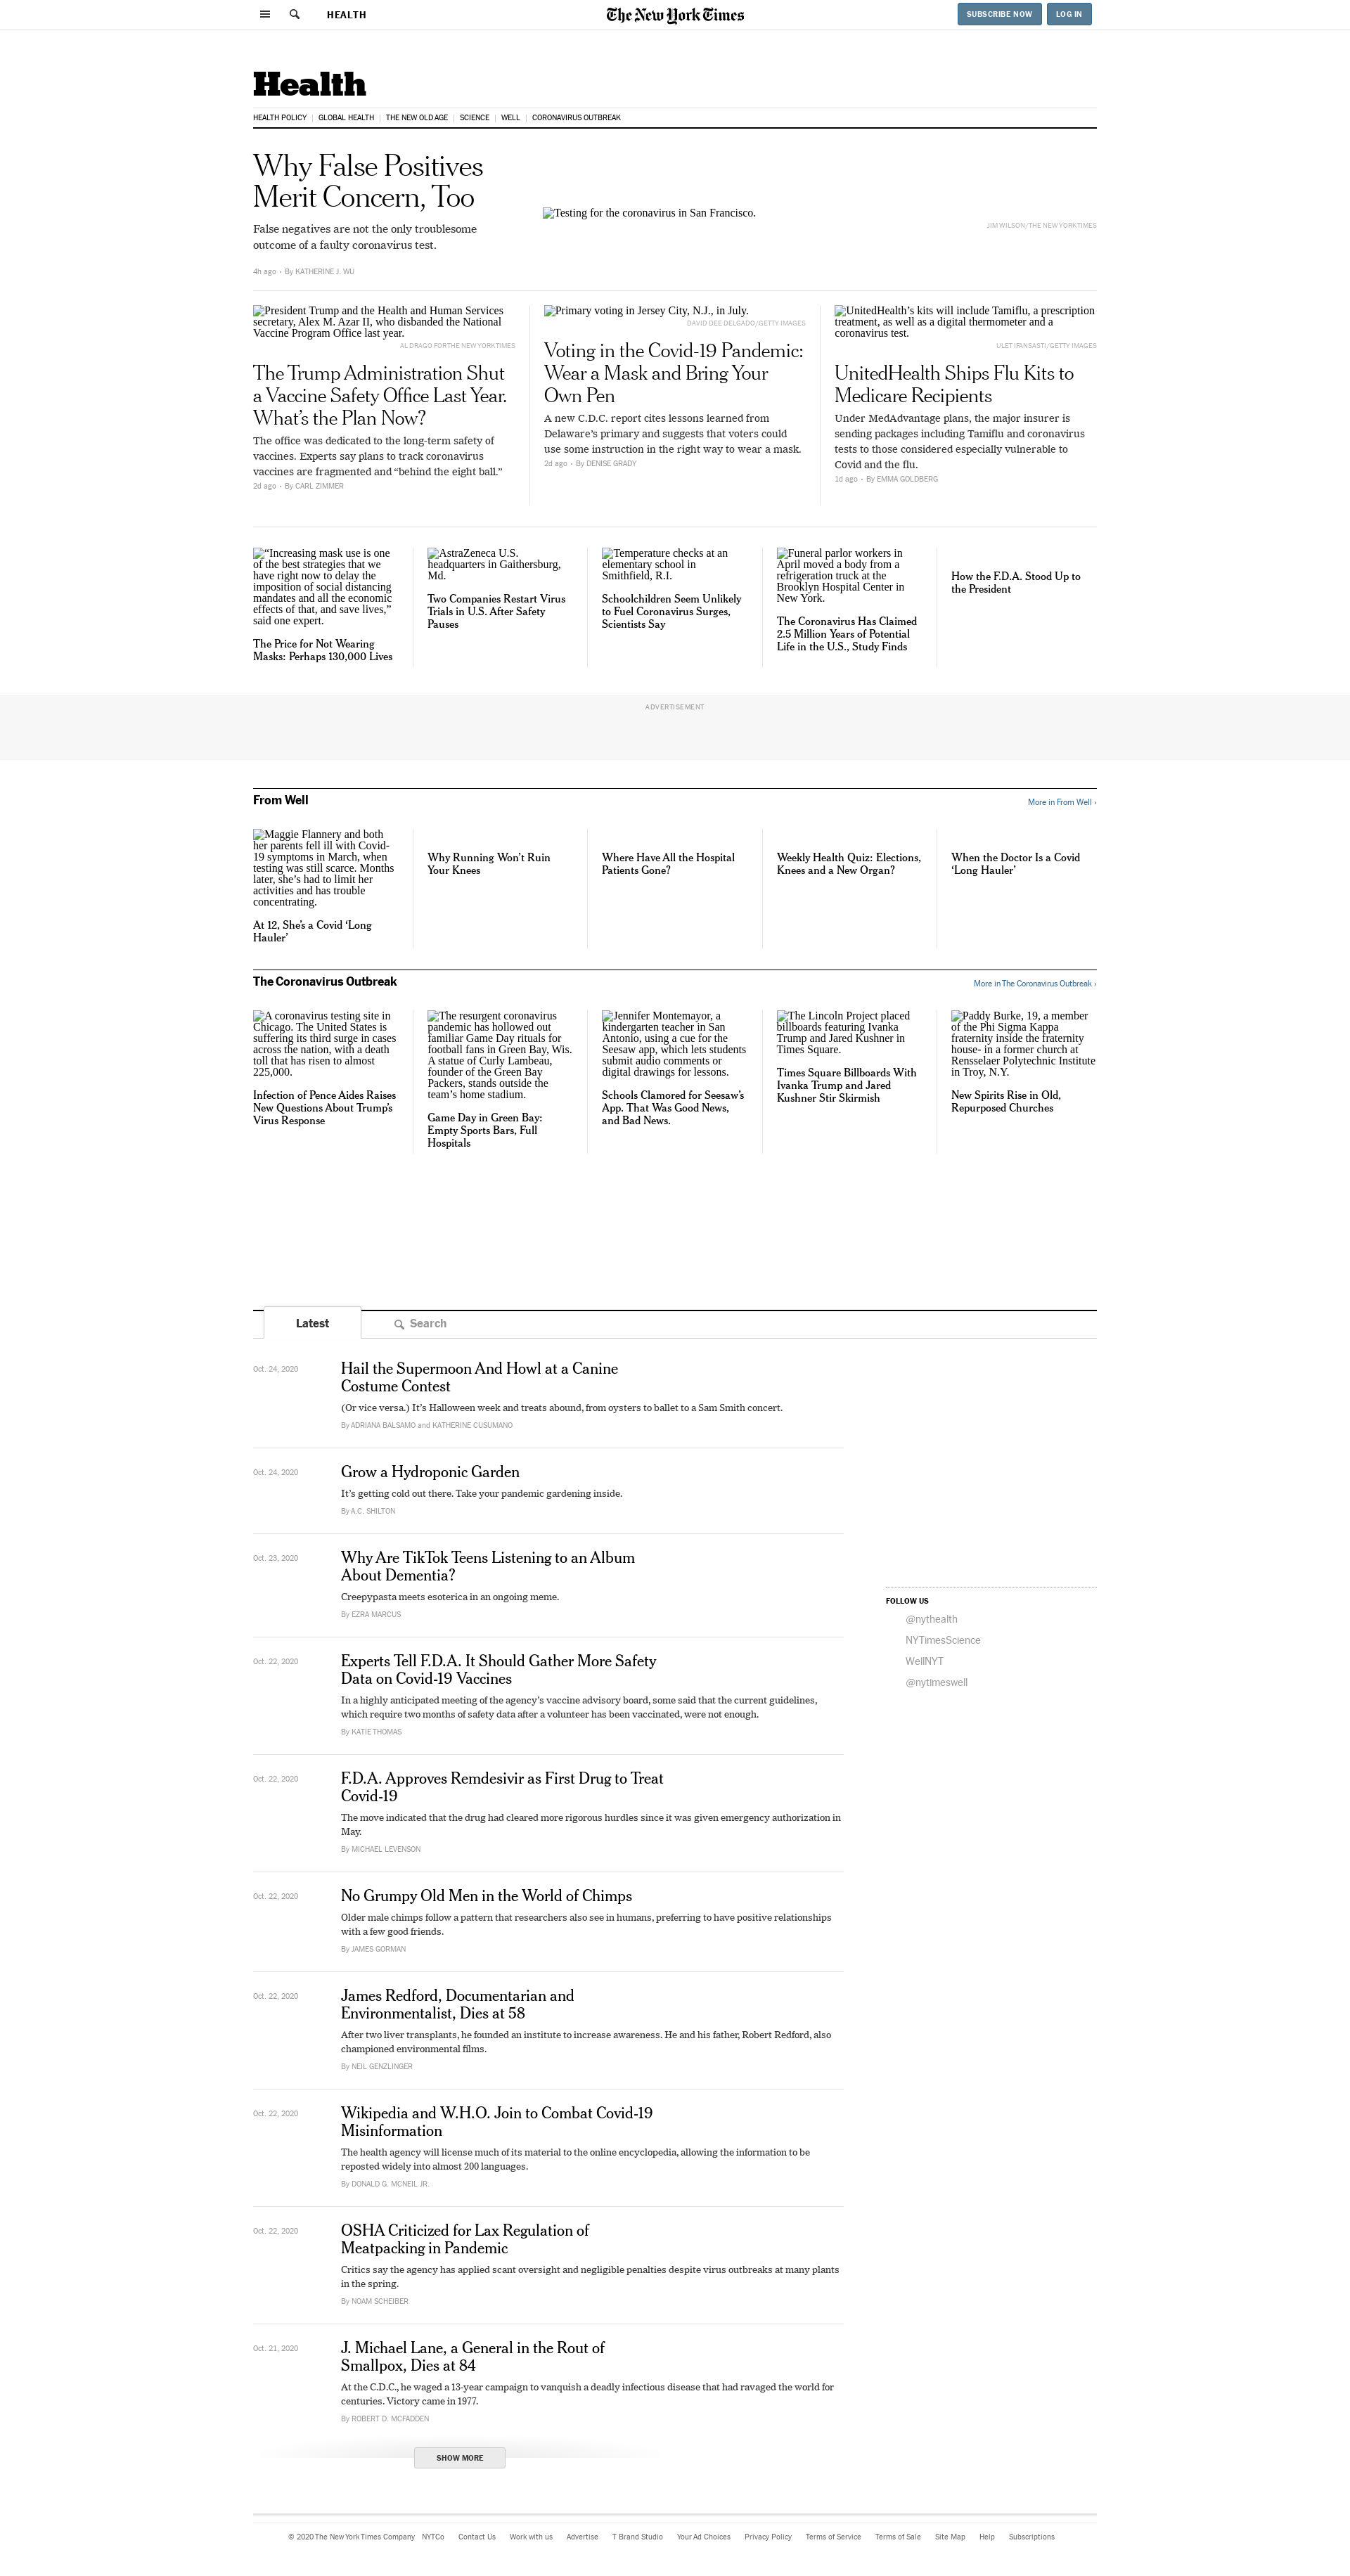 HEALTH
The New York Times
SUBSCRIBE NOW
LOG IN
Health
HEALTH POLICY
GLOBAL HEALTH
THE NEW OLD AGE
SCIENCE
WELL
CORONAVIRUS OUTBREAK
Why False Positives
Merit Concern, Too
False negatives are not the only troublesome
outcome of a faulty coronavirus test.
4h ago • By KATHERINE J. WU
Testing for the coronavirus in San Francisco.
JIM WILSON/THE NEW YORK TIMES
President Trump and the Health and Human Services
secretary, Alex M. Azar II, who disbanded the National
Vaccine Program Office last year.
AL DRAGO FOR THE NEW YORK TIMES
The Trump Administration Shut
a Vaccine Safety Office Last Year.
What’s the Plan Now?
The office was dedicated to the long-term safety of
vaccines. Experts say plans to track coronavirus
vaccines are fragmented and “behind the eight ball.”
2d ago • By CARL ZIMMER
Primary voting in Jersey City, N.J., in July.
DAVID DEE DELGADO/GETTY IMAGES
Voting in the Covid-19 Pandemic:
Wear a Mask and Bring Your
Own Pen
A new C.D.C. report cites lessons learned from
Delaware’s primary and suggests that voters could
use some instruction in the right way to wear a mask.
2d ago • By DENISE GRADY
UnitedHealth’s kits will include Tamiflu, a prescription
treatment, as well as a digital thermometer and a
coronavirus test.
ULET IFANSASTI/GETTY IMAGES
UnitedHealth Ships Flu Kits to
Medicare Recipients
Under MedAdvantage plans, the major insurer is
sending packages including Tamiflu and coronavirus
tests to those considered especially vulnerable to
Covid and the flu.
1d ago • By EMMA GOLDBERG
“Increasing mask use is one
of the best strategies that we
have right now to delay the
imposition of social distancing
mandates and all the economic
effects of that, and save lives,”
said one expert.
The Price for Not Wearing
Masks: Perhaps 130,000 Lives
AstraZeneca U.S.
headquarters in Gaithersburg,
Md.
Two Companies Restart Virus
Trials in U.S. After Safety
Pauses
Temperature checks at an
elementary school in
Smithfield, R.I.
Schoolchildren Seem Unlikely
to Fuel Coronavirus Surges,
Scientists Say
Funeral parlor workers in
April moved a body from a
refrigeration truck at the
Brooklyn Hospital Center in
New York.
The Coronavirus Has Claimed
2.5 Million Years of Potential
Life in the U.S., Study Finds
How the F.D.A. Stood Up to
the President
ADVERTISEMENT
From Well
More in From Well ›
Maggie Flannery and both
her parents fell ill with Covid-
19 symptoms in March, when
testing was still scarce. Months
later, she’s had to limit her
activities and has trouble
concentrating.
At 12, She’s a Covid ‘Long
Hauler’
Why Running Won’t Ruin
Your Knees
Where Have All the Hospital
Patients Gone?
Weekly Health Quiz: Elections,
Knees and a New Organ?
When the Doctor Is a Covid
‘Long Hauler’
The Coronavirus Outbreak
More in The Coronavirus Outbreak ›
A coronavirus testing site in
Chicago. The United States is
suffering its third surge in cases
across the nation, with a death
toll that has risen to almost
225,000.
Infection of Pence Aides Raises
New Questions About Trump’s
Virus Response
The resurgent coronavirus
pandemic has hollowed out
familiar Game Day rituals for
football fans in Green Bay, Wis.
A statue of Curly Lambeau,
founder of the Green Bay
Packers, stands outside the
team’s home stadium.
Game Day in Green Bay:
Empty Sports Bars, Full
Hospitals
Jennifer Montemayor, a
kindergarten teacher in San
Antonio, using a cue for the
Seesaw app, which lets students
submit audio comments or
digital drawings for lessons.
Schools Clamored for Seesaw’s
App. That Was Good News,
and Bad News.
The Lincoln Project placed
billboards featuring Ivanka
Trump and Jared Kushner in
Times Square.
Times Square Billboards With
Ivanka Trump and Jared
Kushner Stir Skirmish
Paddy Burke, 19, a member
of the Phi Sigma Kappa
fraternity inside the fraternity
house- in a former church at
Rensselaer Polytechnic Institute
in Troy, N.Y.
New Spirits Rise in Old,
Repurposed Churches
Latest
Search
Oct. 24, 2020
Hail the Supermoon And Howl at a Canine
Costume Contest
(Or vice versa.) It’s Halloween week and treats abound, from oysters to ballet to a Sam Smith concert.
By ADRIANA BALSAMO and KATHERINE CUSUMANO
Oct. 24, 2020
Grow a Hydroponic Garden
It’s getting cold out there. Take your pandemic gardening inside.
By A.C. SHILTON
Oct. 23, 2020
Why Are TikTok Teens Listening to an Album
About Dementia?
Creepypasta meets esoterica in an ongoing meme.
By EZRA MARCUS
Oct. 22, 2020
Experts Tell F.D.A. It Should Gather More Safety
Data on Covid-19 Vaccines
In a highly anticipated meeting of the agency’s vaccine advisory board, some said that the current guidelines,
which require two months of safety data after a volunteer has been vaccinated, were not enough.
By KATIE THOMAS
Oct. 22, 2020
F.D.A. Approves Remdesivir as First Drug to Treat
Covid-19
The move indicated that the drug had cleared more rigorous hurdles since it was given emergency authorization in
May.
By MICHAEL LEVENSON
Oct. 22, 2020
No Grumpy Old Men in the World of Chimps
Older male chimps follow a pattern that researchers also see in humans, preferring to have positive relationships
with a few good friends.
By JAMES GORMAN
Oct. 22, 2020
James Redford, Documentarian and
Environmentalist, Dies at 58
After two liver transplants, he founded an institute to increase awareness. He and his father, Robert Redford, also
championed environmental films.
By NEIL GENZLINGER
Oct. 22, 2020
Wikipedia and W.H.O. Join to Combat Covid-19
Misinformation
The health agency will license much of its material to the online encyclopedia, allowing the information to be
reposted widely into almost 200 languages.
By DONALD G. MCNEIL JR.
Oct. 22, 2020
OSHA Criticized for Lax Regulation of
Meatpacking in Pandemic
Critics say the agency has applied scant oversight and negligible penalties despite virus outbreaks at many plants
in the spring.
By NOAM SCHEIBER
Oct. 21, 2020
J. Michael Lane, a General in the Rout of
Smallpox, Dies at 84
At the C.D.C., he waged a 13-year campaign to vanquish a deadly infectious disease that had ravaged the world for
centuries. Victory came in 1977.
By ROBERT D. MCFADDEN
SHOW MORE
FOLLOW US
@nythealth
NYTimesScience
WellNYT
@nytimeswell
© 2020 The New York Times Company NYTCo Contact Us Work with us Advertise T Brand Studio Your Ad Choices Privacy Policy Terms of Service Terms of Sale Site Map Help Subscriptions